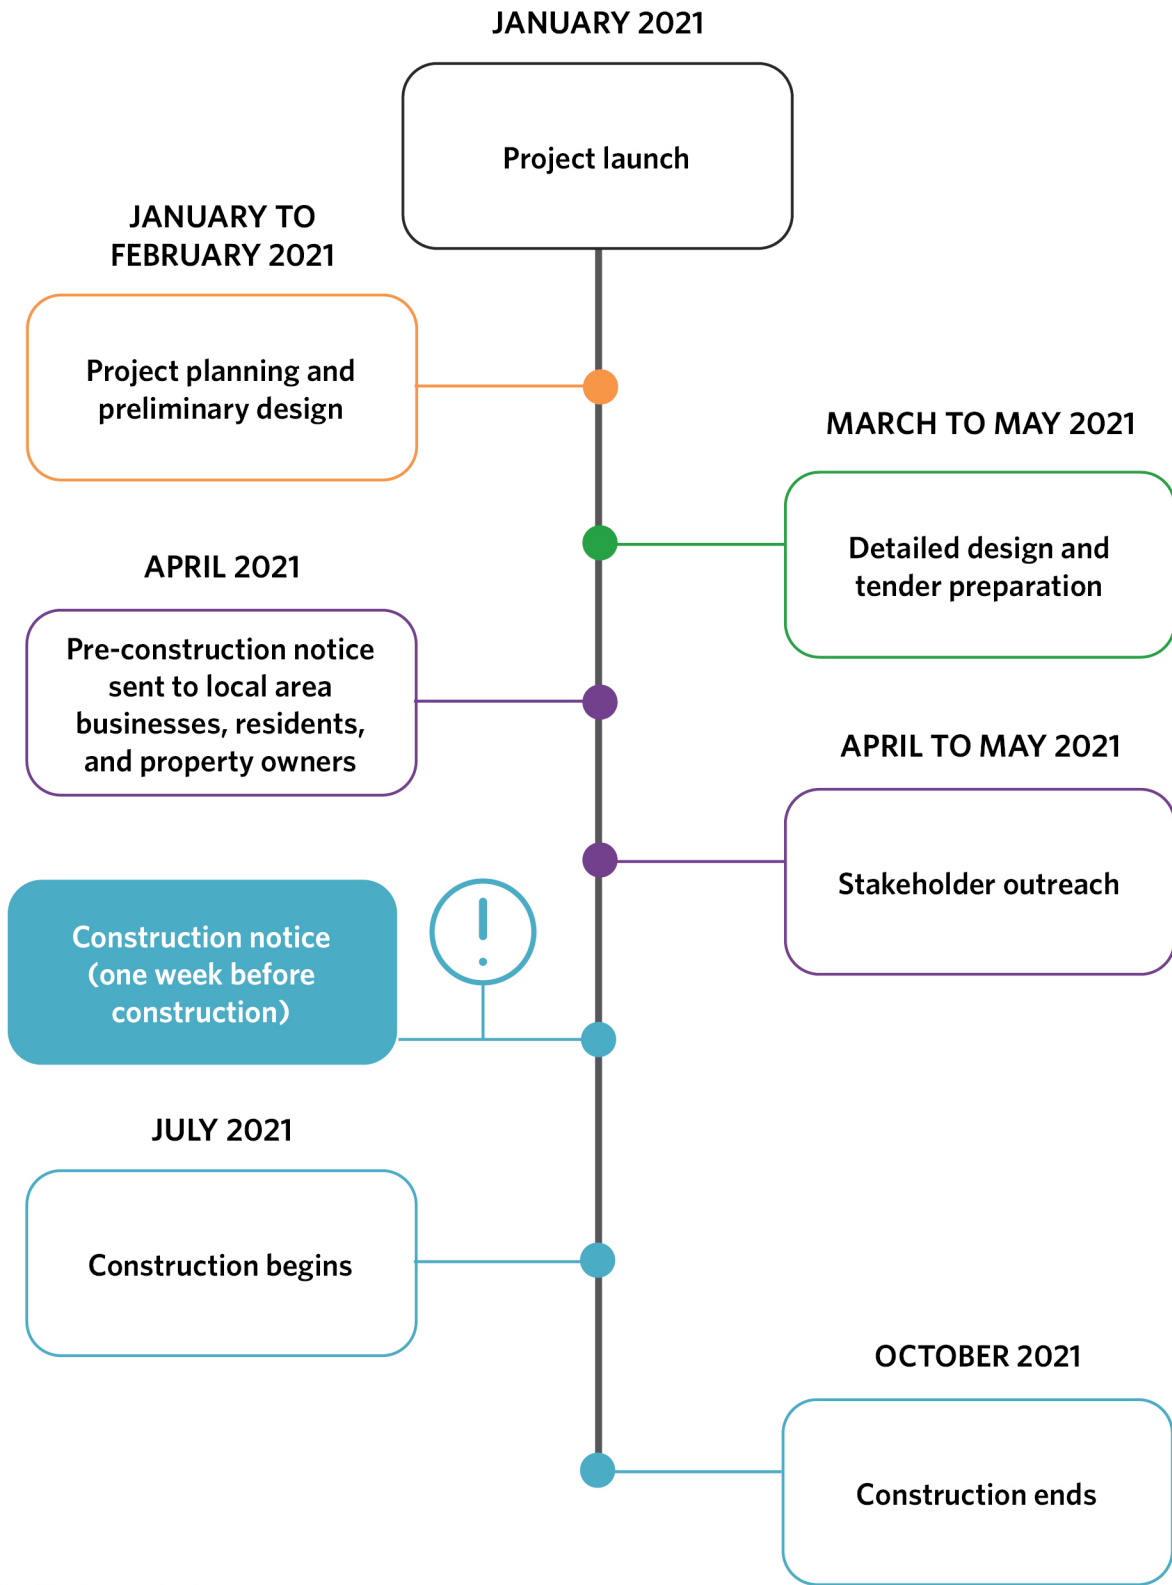 JANUARY 2021
Project launch
JANUARY TO
FEBRUARY 2021
Project planning and
preliminary design
MARCH TO MAY 2021
Detailed design and
tender preparation
APRIL 2021
Pre-construction notice
sent to local area
businesses, residents,
and property owners
APRIL TO MAY 2021
Stakeholder outreach
Construction notice
(one week before
construction)
!
JULY 2021
Construction begins
OCTOBER 2021
Construction ends